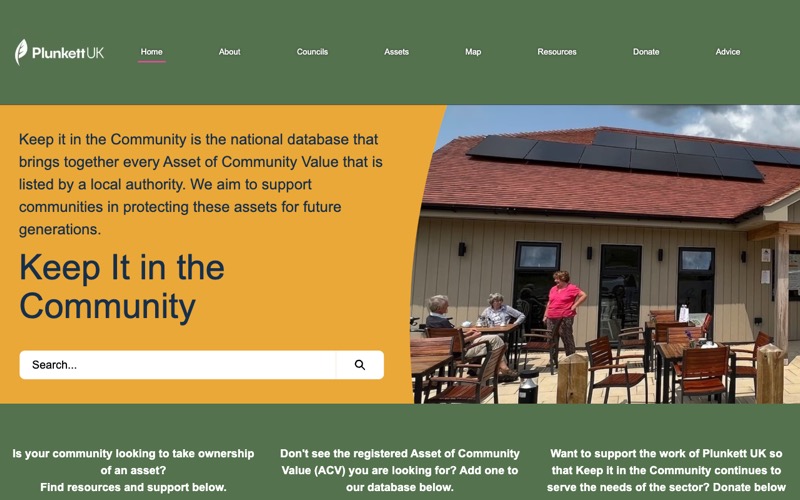 Plunkett UK
Home
About
Councils
Assets
Map
Resources
Donate
Advice
Keep it in the Community is the national database that
brings together every Asset of Community Value that is
listed by a local authority. We aim to support
communities in protecting these assets for future
generations.
Keep It in the
Community
Search...
Is your community looking to take ownership
of an asset?
Find resources and support below.
Don't see the registered Asset of Community
Value (ACV) you are looking for? Add one to
our database below.
Want to support the work of Plunkett UK so
that Keep it in the Community continues to
serve the needs of the sector? Donate below